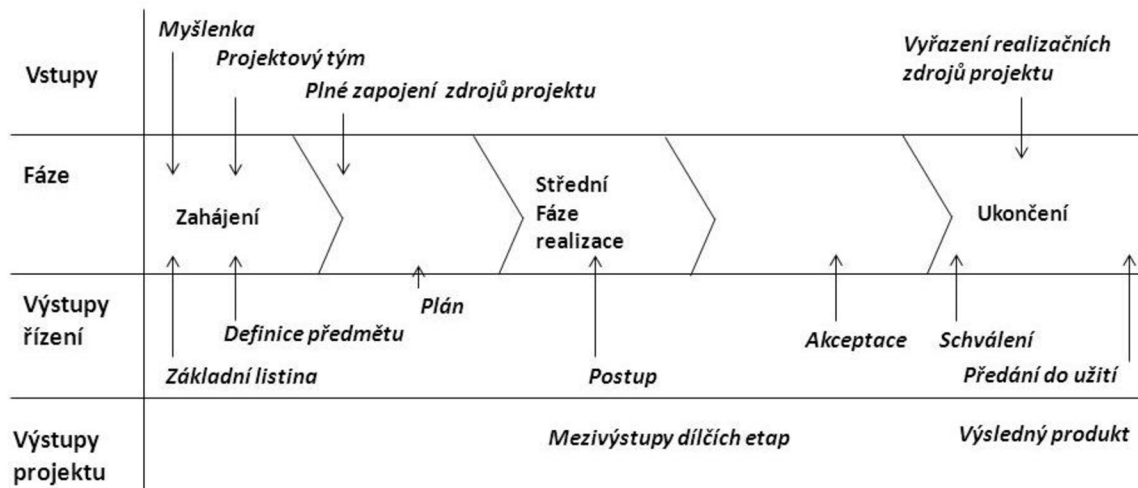 Vstupy
Myšlenka
Projektový tým
Plné zapojení zdrojů projektu
Vyřazení realizačních
zdrojů projektu
Fáze
Zahájení
Střední
Fáze
realizace
Ukončení
Výstupy
řízení
Základní listina
Definice předmětu
Plán
Postup
Akceptace
Schválení
Předání do užití
Výstupy
projektu
Mezivýstupy dílčích etap
Výsledný produkt